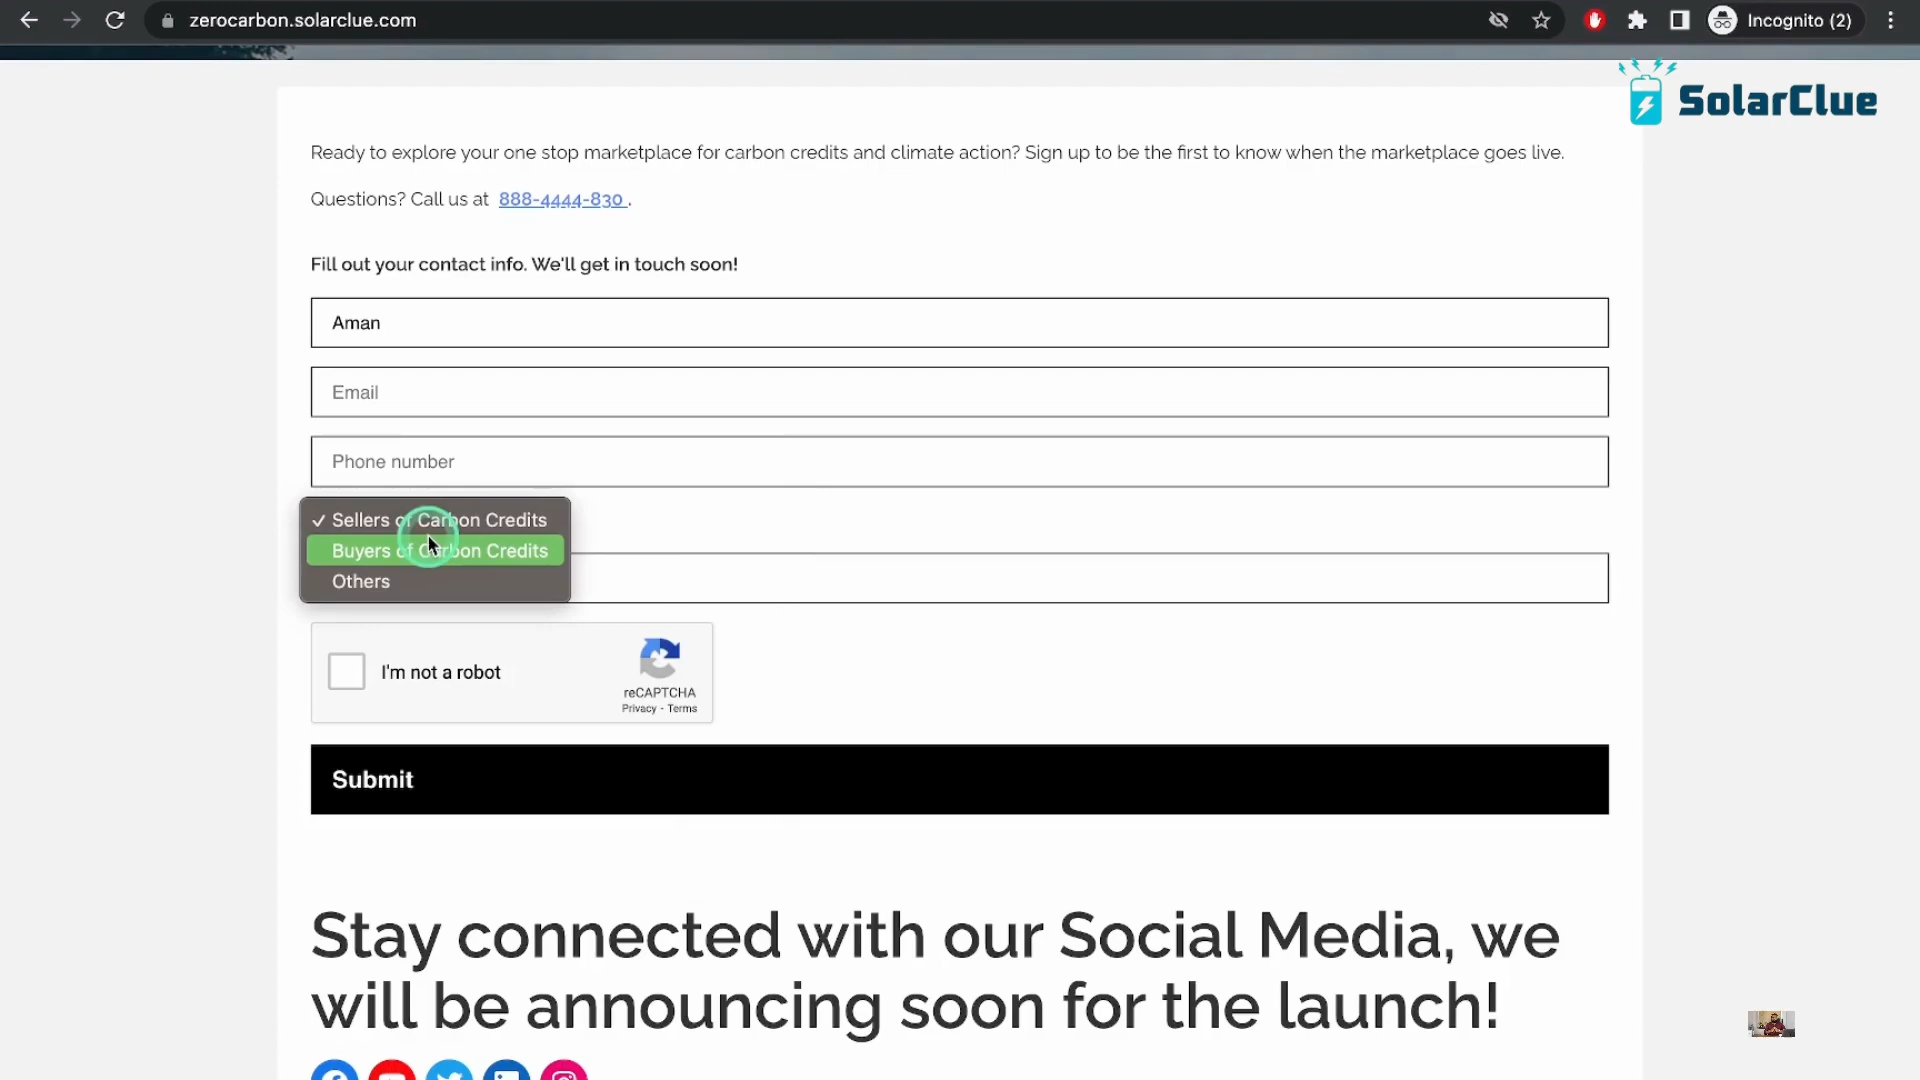 zerocarbon.solarclue.com
Incognito (2)
SolarClue
Ready to explore your one stop marketplace for carbon credits and climate action? Sign up to be the first to know when the marketplace goes live.
Questions? Call us at 888-4444-830 .
Fill out your contact info. We'll get in touch soon!
Aman
Email
Phone number
✓ Sellers of Carbon Credits
Buyers of Carbon Credits
Others
I'm not a robot
reCAPTCHA
Privacy - Terms
Submit
Stay connected with our Social Media, we
will be announcing soon for the launch!